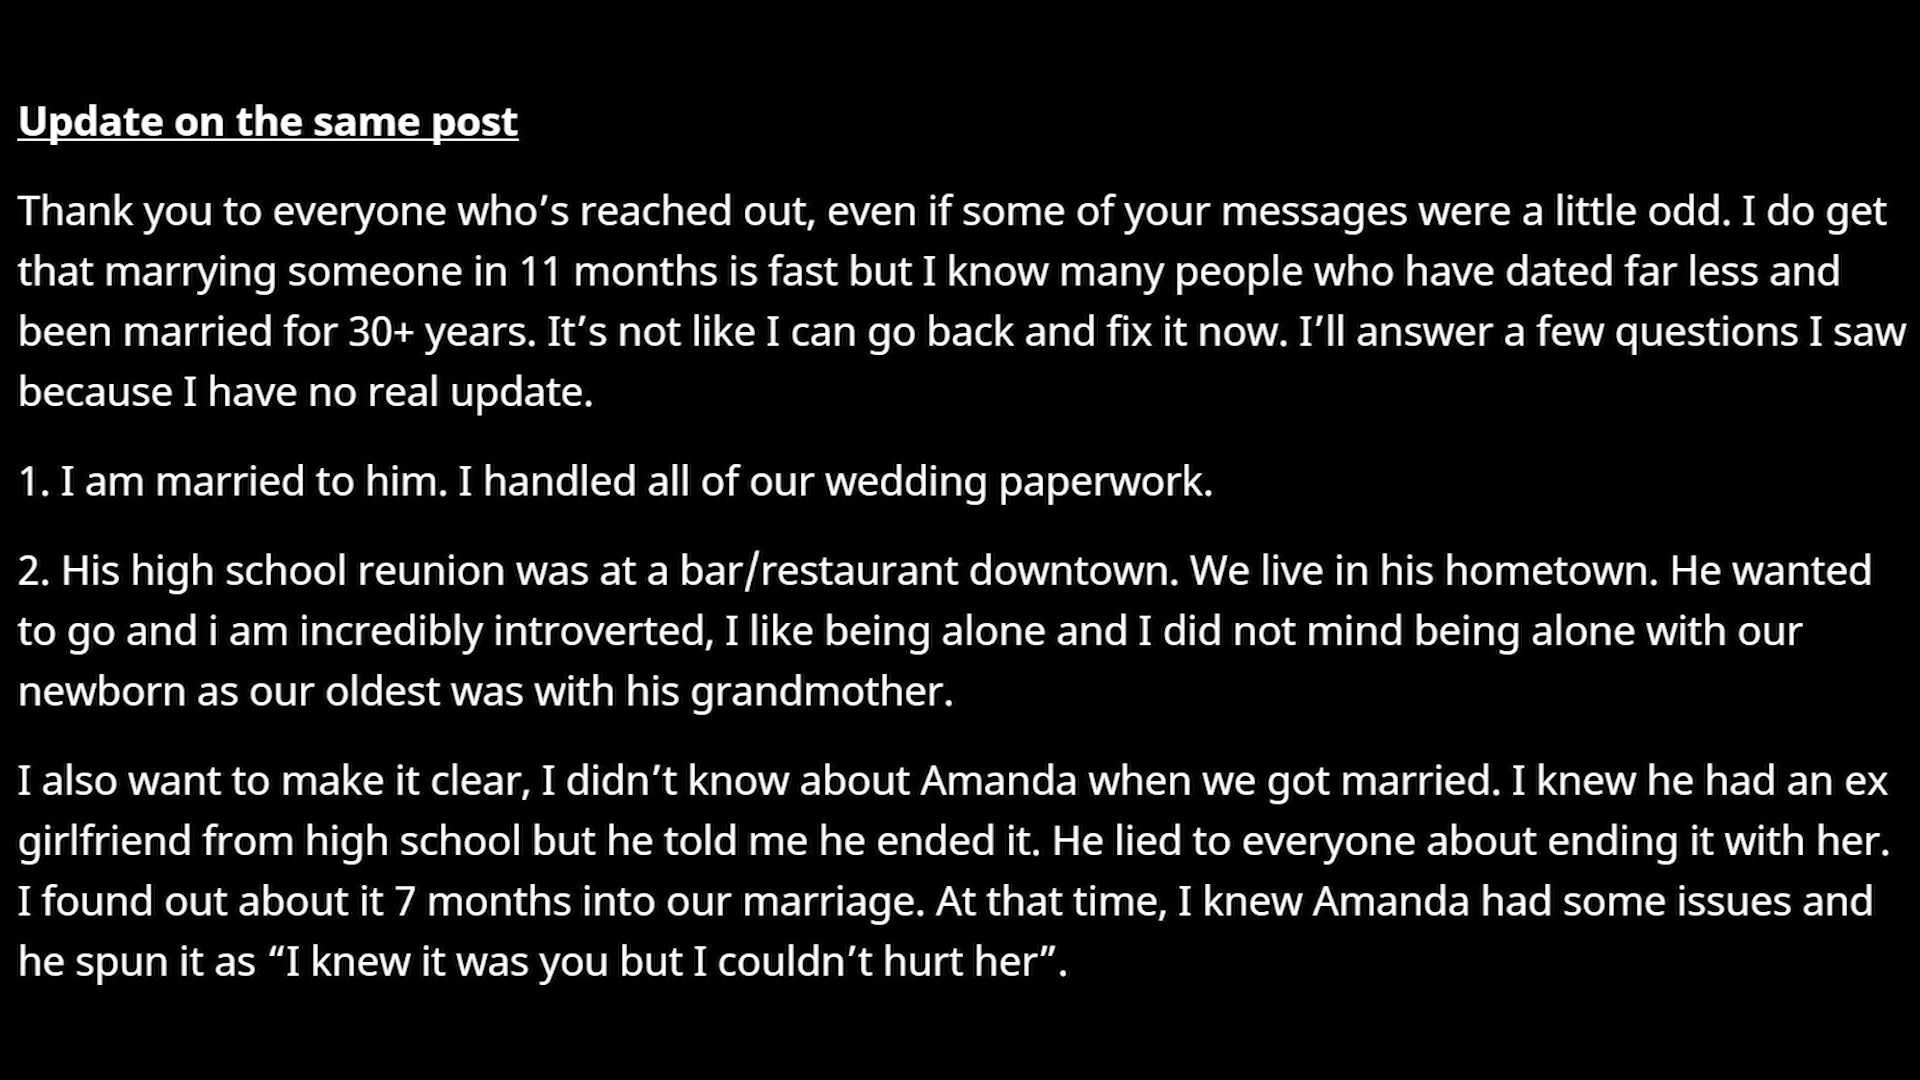 Update on the same post
Thank you to everyone who’s reached out, even if some of your messages were a little odd. I do get
that marrying someone in 11 months is fast but I know many people who have dated far less and
been married for 30+ years. It’s not like I can go back and fix it now. I’ll answer a few questions I saw
because I have no real update.
1. I am married to him. I handled all of our wedding paperwork.
2. His high school reunion was at a bar/restaurant downtown. We live in his hometown. He wanted
to go and i am incredibly introverted, I like being alone and I did not mind being alone with our
newborn as our oldest was with his grandmother.
I also want to make it clear, I didn’t know about Amanda when we got married. I knew he had an ex
girlfriend from high school but he told me he ended it. He lied to everyone about ending it with her.
I found out about it 7 months into our marriage. At that time, I knew Amanda had some issues and
he spun it as “I knew it was you but I couldn’t hurt her”.